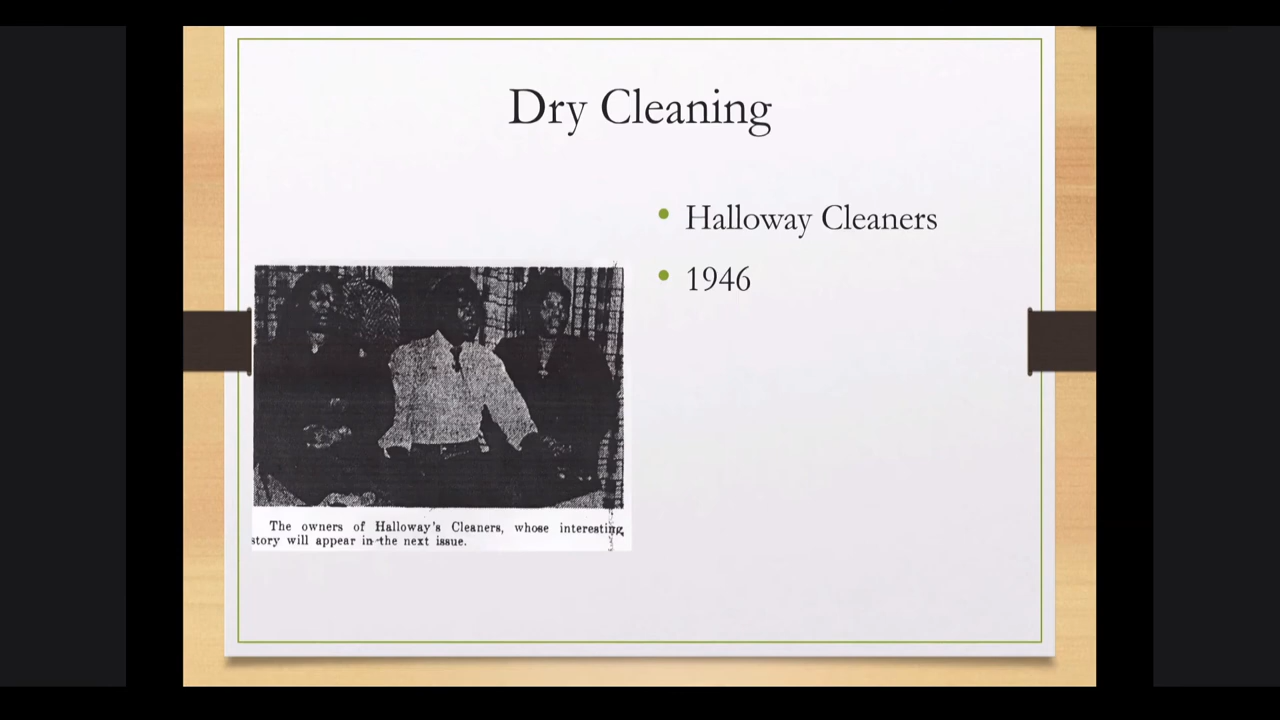 Dry Cleaning
Halloway Cleaners
1946
The owners of Halloway's Cleaners, whose interesting
story will appear in the next issue.